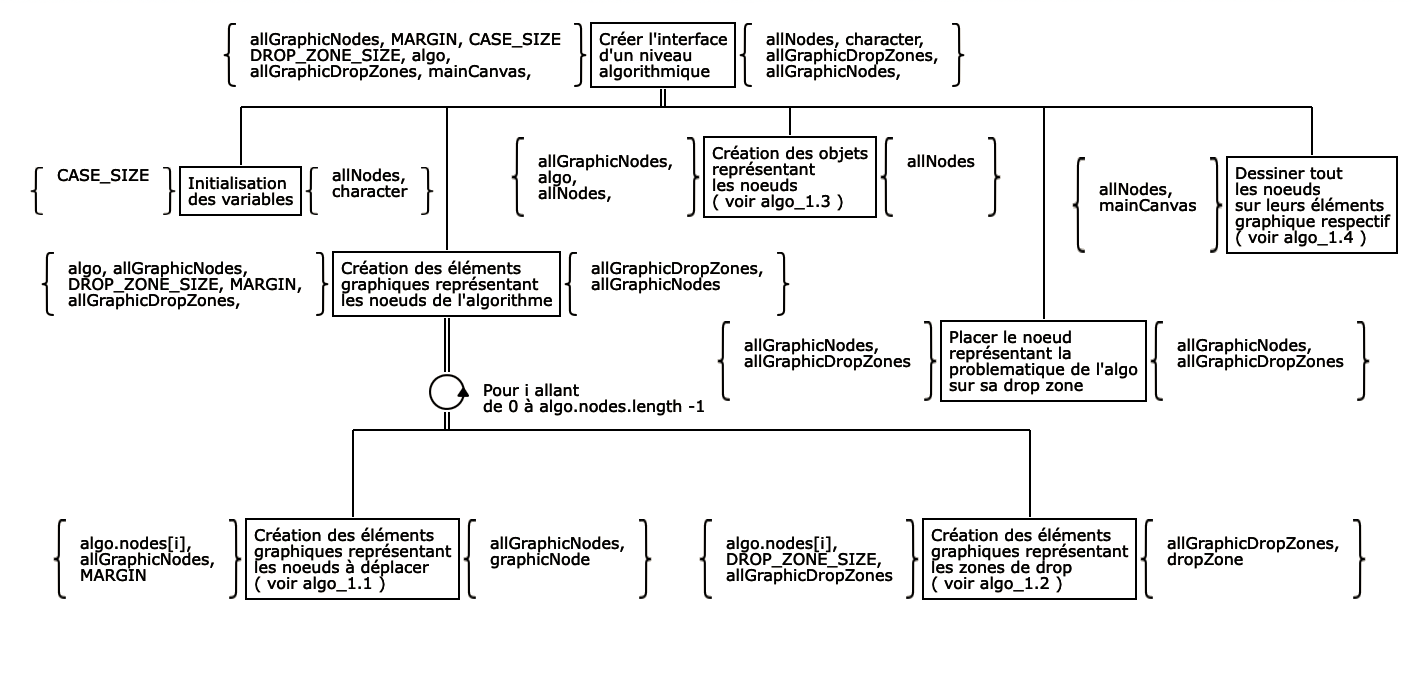 allGraphicNodes, MARGIN, CASE_SIZE
DROP_ZONE_SIZE, algo,
allGraphicDropZones, mainCanvas,
Créer l'interface
d'un niveau
algorithmique
allNodes, character,
allGraphicDropZones,
allGraphicNodes,
CASE_SIZE
Initialisation
des variables
allNodes,
character
algo, allGraphicNodes,
DROP_ZONE_SIZE, MARGIN,
allGraphicDropZones,
Création des éléments
graphiques représentant
les noeuds de l'algorithme
allGraphicDropZones,
allGraphicNodes
allGraphicNodes,
algo,
allNodes,
Création des objets
représentant
les noeuds
( voir algo_1.3 )
allNodes
allGraphicNodes,
allGraphicDropZones
Placer le noeud
représentant la
problematique de l'algo
sur sa drop zone
allGraphicNodes,
allGraphicDropZones
allNodes,
mainCanvas
Dessiner tout
les noeuds
sur leurs éléments
graphique respectif
( voir algo_1.4 )
Pour i allant
de 0 à algo.nodes.length -1
algo.nodes[i],
allGraphicNodes,
MARGIN
Création des éléments
graphiques représentant
les noeuds à déplacer
( voir algo_1.1 )
allGraphicNodes,
graphicNode
algo.nodes[i],
DROP_ZONE_SIZE,
allGraphicDropZones
Création des éléments
graphiques représentant
les zones de drop
( voir algo_1.2 )
allGraphicDropZones,
dropZone